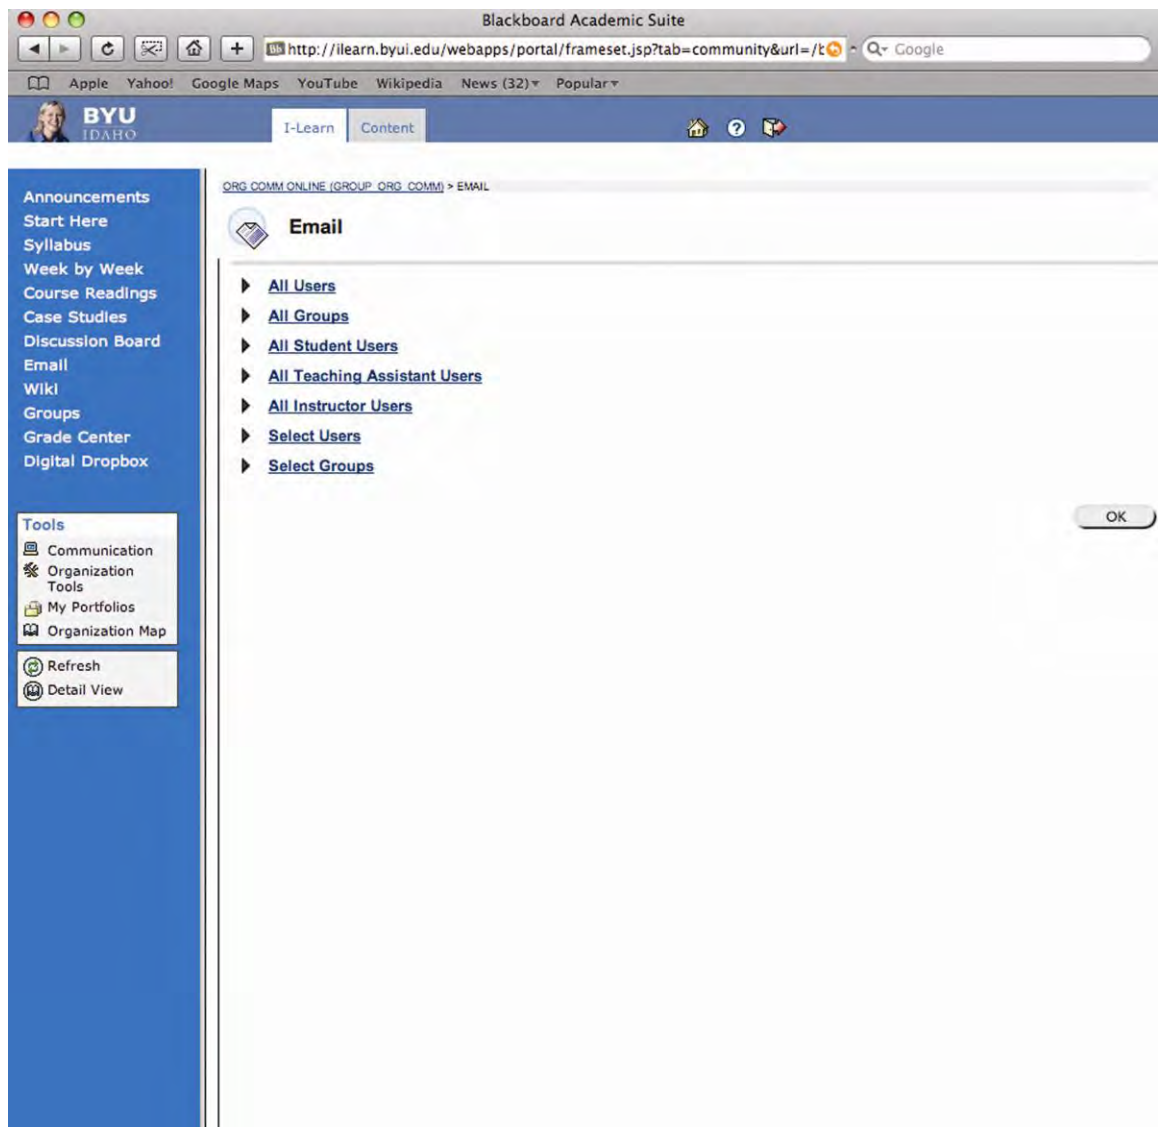 Blackboard Academic Suite
http://ilearn.byui.edu/webapps/portal/frameset.jsp?tab=community&url=/t
Google
Apple Yahoo! Google Maps YouTube Wikipedia News (32) Popular
BYU
IDAHO
I-Learn Content
ORG COMM ONLINE (GROUP_ORG_COMM) > EMAIL
Email
Announcements
Start Here
Syllabus
Week by Week
Course Readings
Case Studies
Discussion Board
Email
Wiki
Groups
Grade Center
Digital Dropbox
Tools
Communication
Organization
Tools
My Portfolios
Organization Map
Refresh
Detail View
All Users
All Groups
All Student Users
All Teaching Assistant Users
All Instructor Users
Select Users
Select Groups
OK